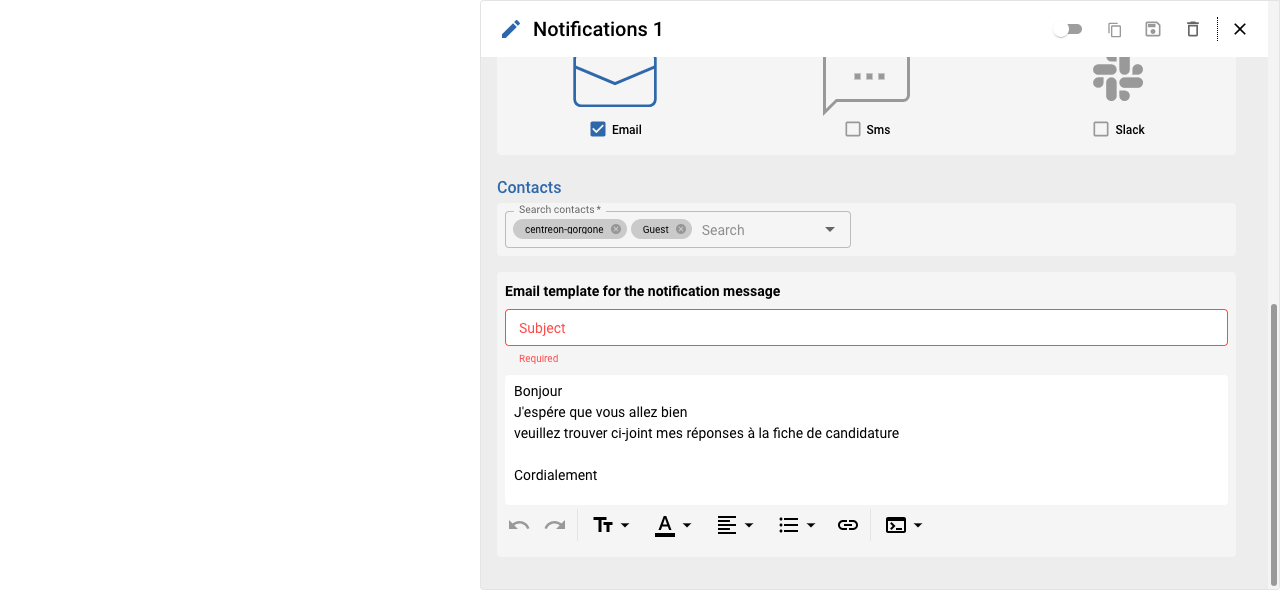 Notifications 1
Email
Sms
Slack
Contacts
Search contacts *
centreon-gorgone Guest Search
Email template for the notification message
Subject
Required
Bonjour
J'espére que vous allez bien
veuillez trouver ci-joint mes réponses à la fiche de candidature
Cordialement